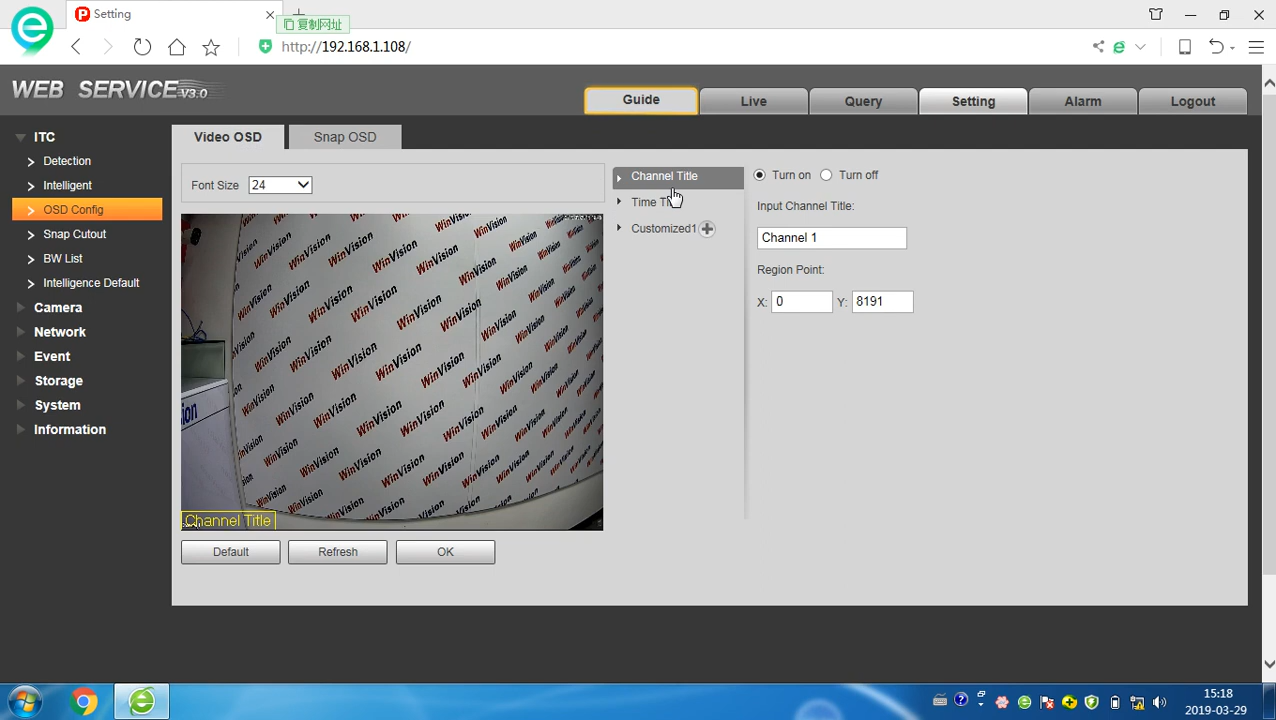 Setting
复制网址
http://192.168.1.108/
WEB SERVICE V3.0
Guide
Live
Query
Setting
Alarm
Logout
ITC
Detection
Intelligent
OSD Config
Snap Cutout
BW List
Intelligence Default
Camera
Network
Event
Storage
System
Information
Video OSD
Snap OSD
Font Size 24
WinVision
Channel Title
Default
Refresh
OK
Channel Title
Time
Customized1
Turn on
Turn off
Input Channel Title:
Channel 1
Region Point:
X: 0 Y: 8191
15:18
2019-03-29